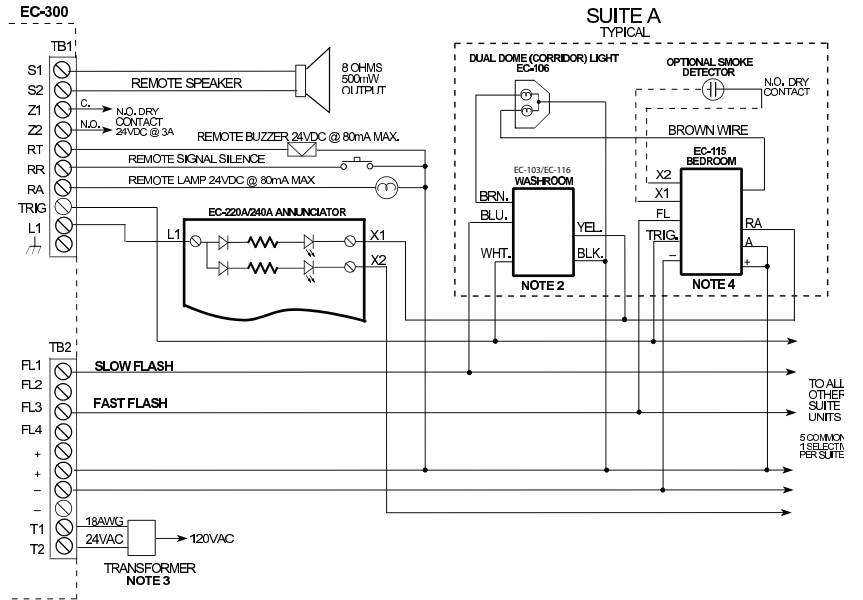 EC-300
SUITE A
TYPICAL
TB1
S1
S2
Z1
Z2
RT
RR
RA
TRIG
L1
REMOTE SPEAKER
8 OHMS
500mW
OUTPUT
C.
N.O.
N.O. DRY
CONTACT
24VDC @ 3A
REMOTE BUZZER 24VDC @ 80mA MAX.
REMOTE SIGNAL SILENCE
REMOTE LAMP 24VDC @ 80mA MAX
EC-220A/240A ANNUNCIATOR
L1
X1
X2
DUAL DOME (CORRIDOR) LIGHT
EC-106
OPTIONAL SMOKE
DETECTOR
N.O. DRY
CONTACT
BROWN WIRE
EC-103/EC-116
WASHROOM
BRN.
BLU.
WHT.
YEL.
BLK.
NOTE 2
EC-115
BEDROOM
X2
X1
FL
TRIG.
–
RA
A
+
NOTE 4
TB2
FL1
FL2
FL3
FL4
+
+
–
–
T1
T2
SLOW FLASH
FAST FLASH
TO ALL
OTHER
SUITE
UNITS
5 COMMON
PER SUITE
18AWG
24VAC
120VAC
TRANSFORMER
NOTE 3